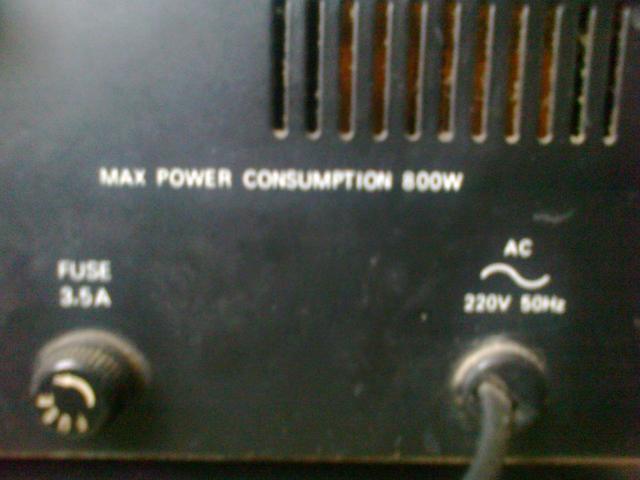 MAX POWER CONSUMPTION 800W
FUSE
3.5A
AC
220V 50Hz